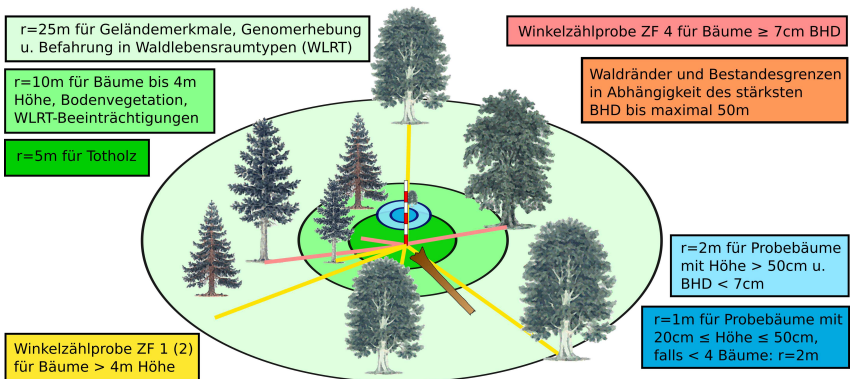 r=25m für Geländemerkmale, Genomerhebung
u. Befahrung in Waldlebensraumtypen (WLRT)
r=10m für Bäume bis 4m
Höhe, Bodenvegetation,
WLRT-Beeinträchtigungen
r=5m für Totholz
Winkelzählprobe ZF 4 für Bäume ≥ 7cm BHD
Waldränder und Bestandesgrenzen
in Abhängigkeit des stärksten
BHD bis maximal 50m
r=2m für Probebäume
mit Höhe > 50cm u.
BHD < 7cm
r=1m für Probebäume mit
20cm ≤ Höhe ≤ 50cm,
falls < 4 Bäume: r=2m
Winkelzählprobe ZF 1 (2)
für Bäume > 4m Höhe